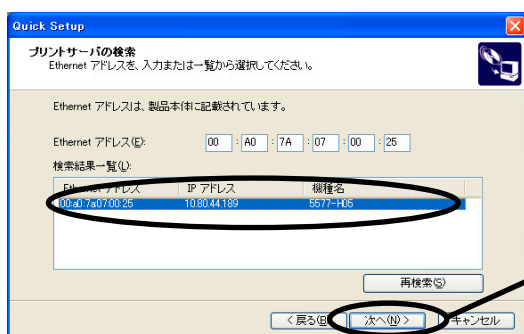 Quick Setup
プリントサーバの検索
Ethernet アドレスを、入力または一覧から選択してください。
Ethernet アドレスは、製品本体に記載されています。
Ethernet アドレス(E): 00 : A0 : 7A : 07 : 00 : 25
検索結果一覧(L):
Ethernet アドレス IP アドレス 機種名
00:a0:7a:07:00:25 10.80.44.189 5577-H05
再検索(S)
< 戻る(B) 次へ(N) > キャンセル